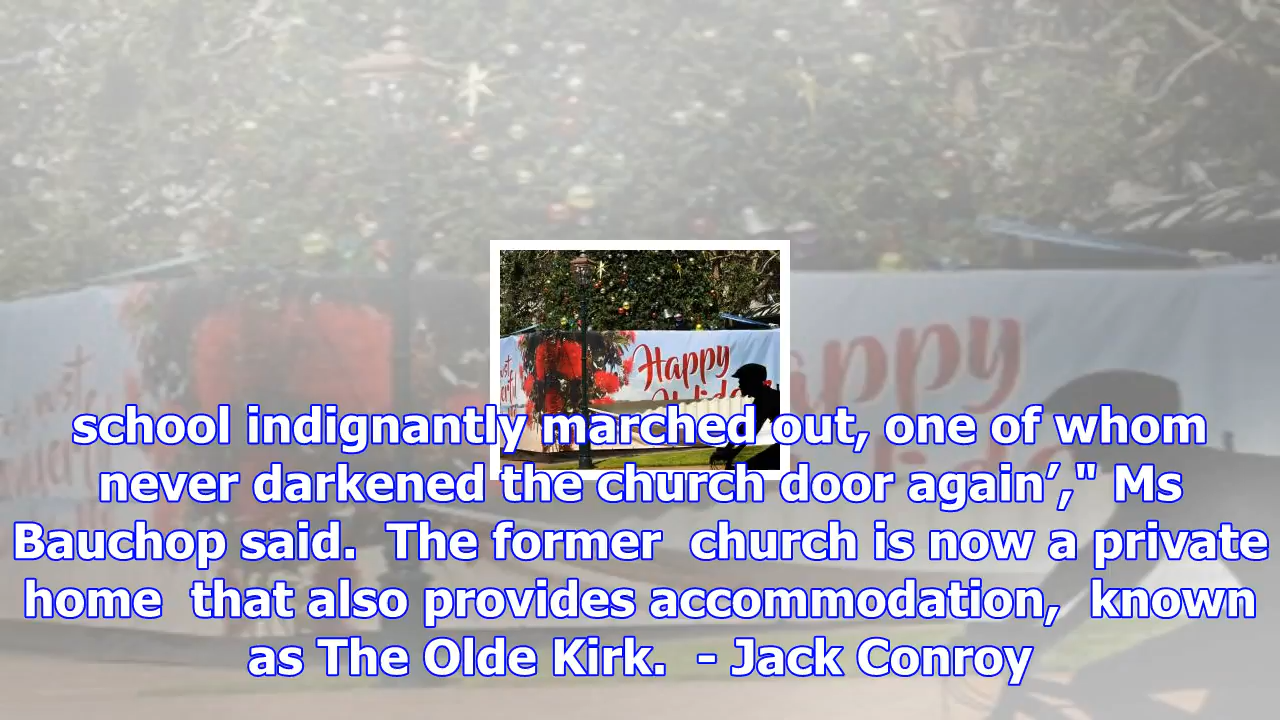 Happy
school indignantly marched out, one of whom
never darkened the church door again’," Ms
Bauchop said.  The former  church is now a private
home  that also provides accommodation,  known
as The Olde Kirk.  - Jack Conroy